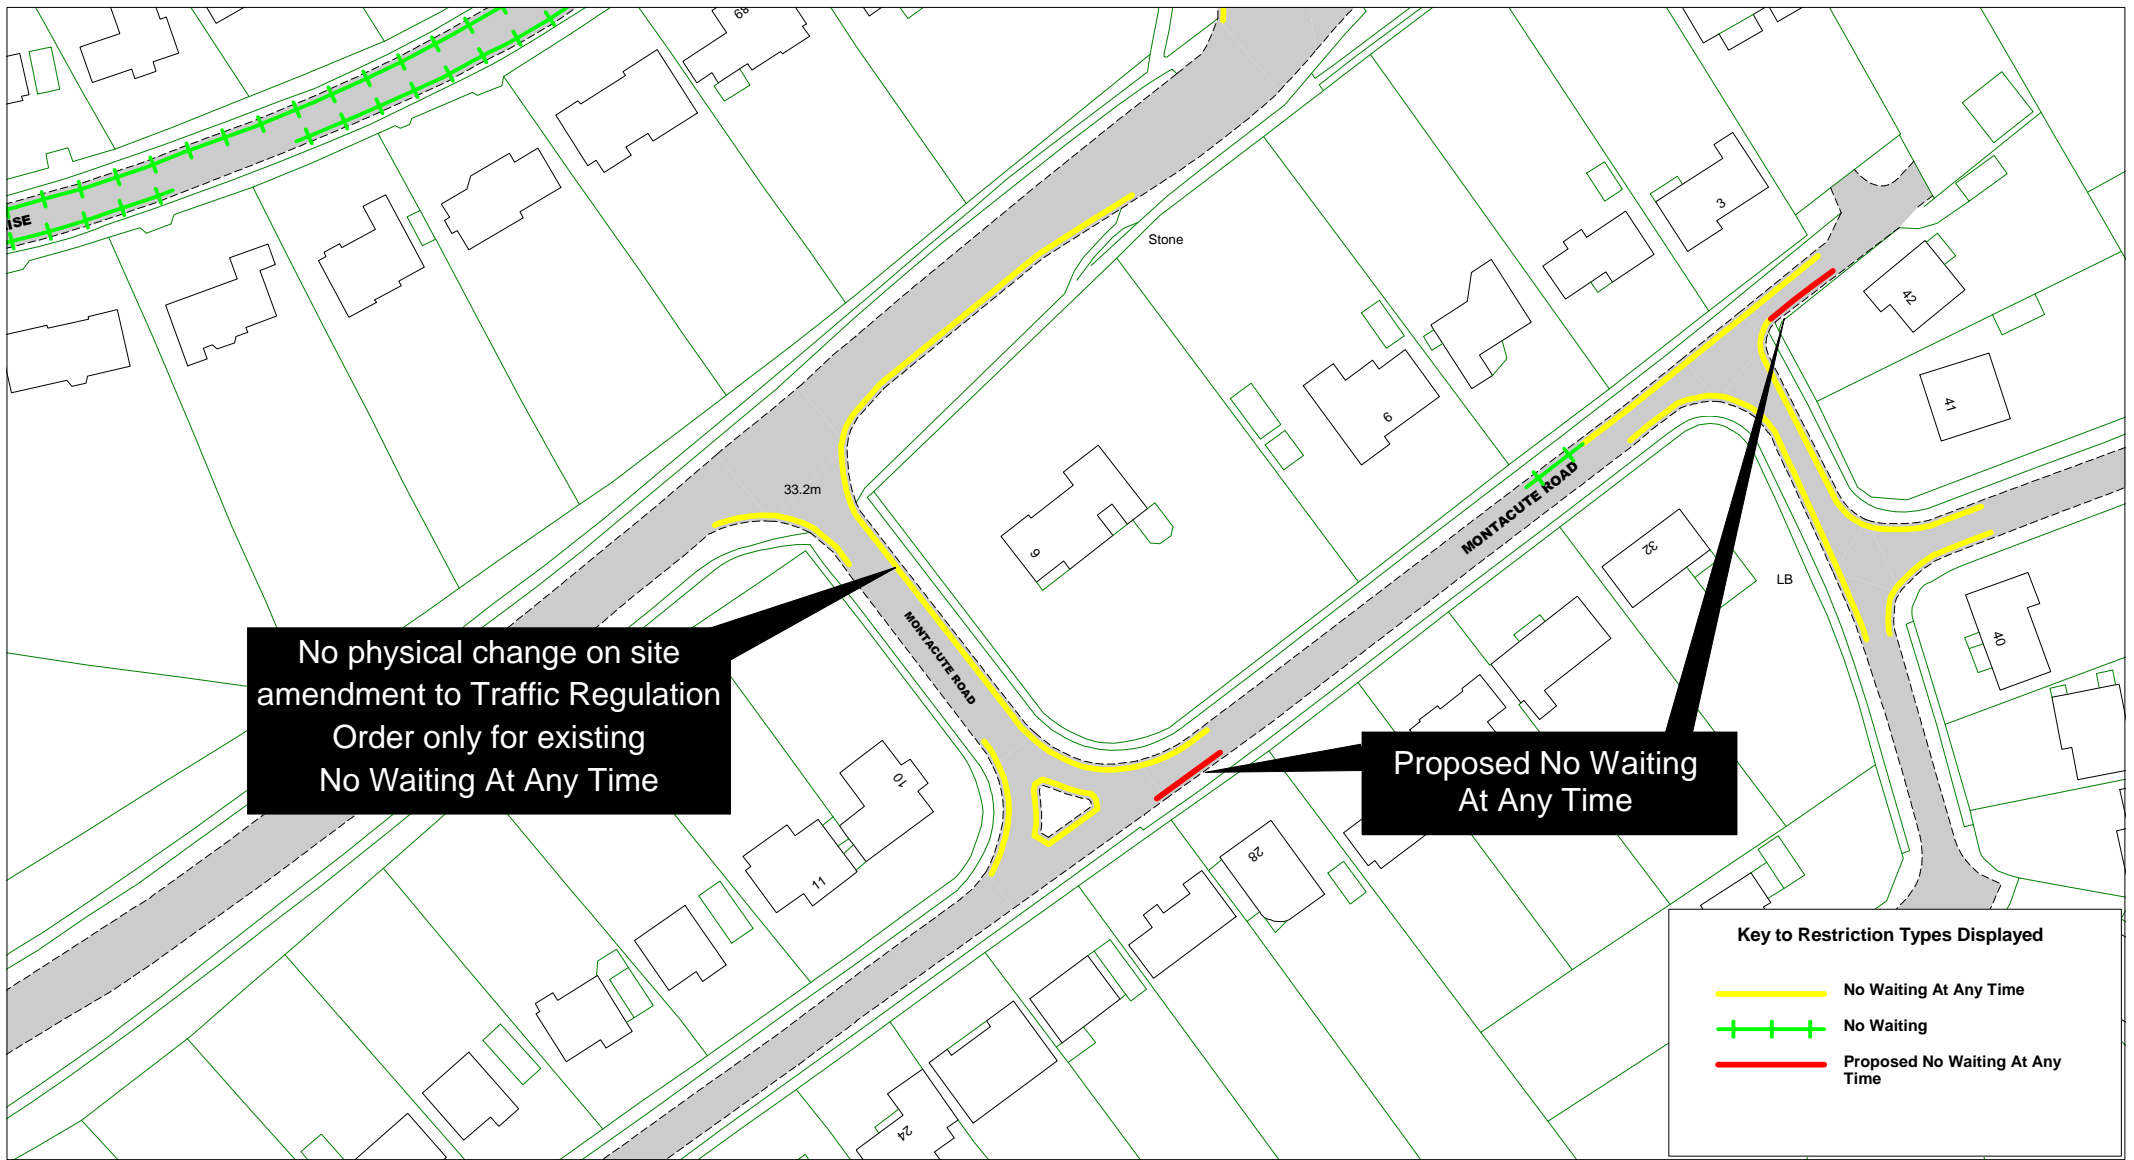 69
ISE
Stone
3
42
41
6
33.2m
MONTACUTE ROAD
9
32
LB
40
MONTACUTE ROAD
No physical change on site
amendment to Traffic Regulation
Order only for existing
No Waiting At Any Time
Proposed No Waiting
At Any Time
10
11
28
24
Key to Restriction Types Displayed
No Waiting At Any Time
No Waiting
Proposed No Waiting At Any
Time